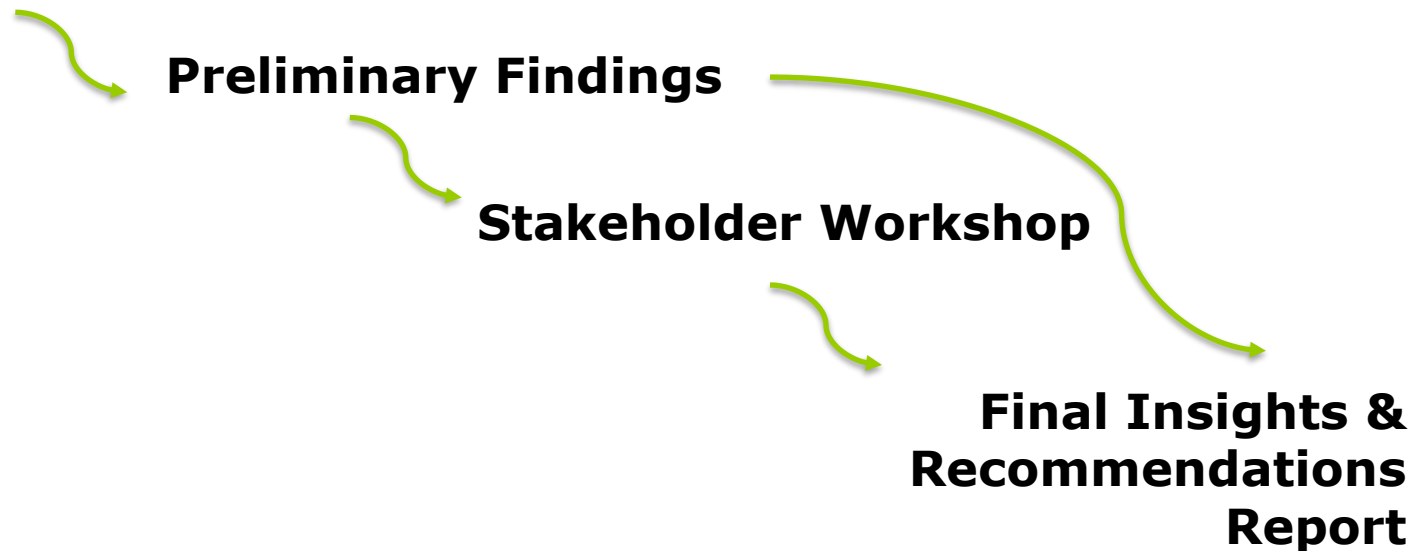 Preliminary Findings
Stakeholder Workshop
Final Insights &
Recommendations
Report